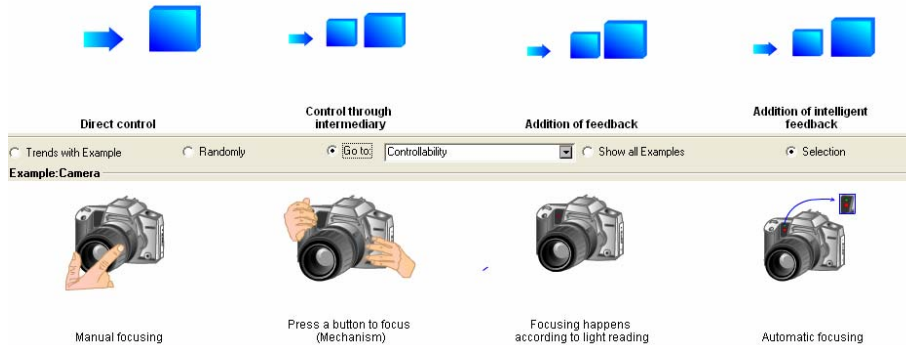 Direct control
Control through
intermediary
Addition of feedback
Addition of intelligent
feedback
Trends with Example
Randomly
Go to:
Controllability
Show all Examples
Selection
Example:Camera
Manual focusing
Press a button to focus
(Mechanism)
Focusing happens
according to light reading
Automatic focusing